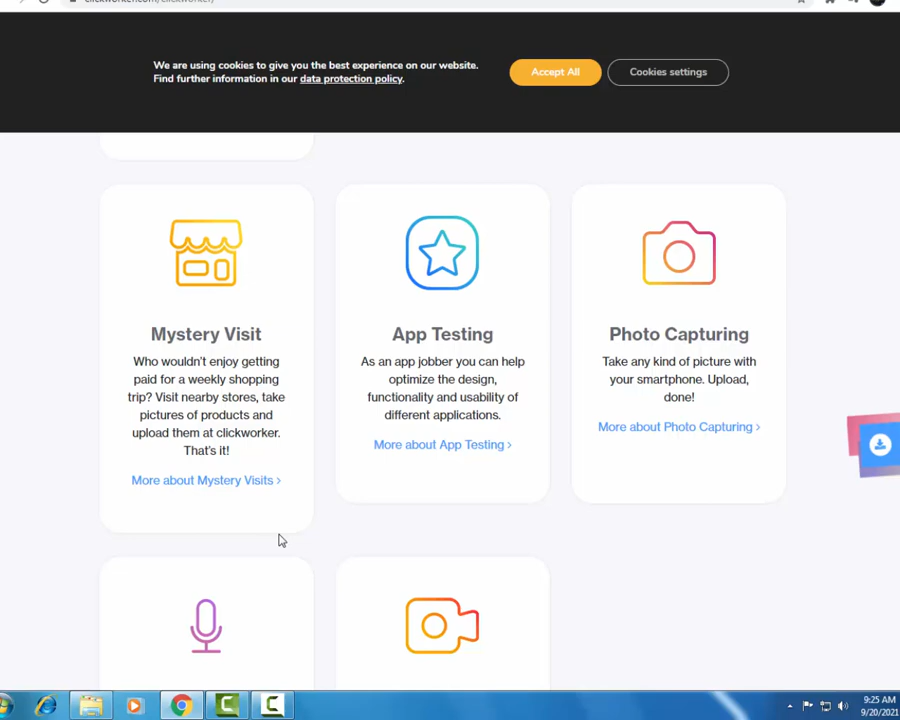 We are using cookies to give you the best experience on our website.
Find further information in our data protection policy.
Accept All
Cookies settings
Mystery Visit
Who wouldn't enjoy getting
paid for a weekly shopping
trip? Visit nearby stores, take
pictures of products and
upload them at clickworker.
That's it!
More about Mystery Visits ›
App Testing
As an app jobber you can help
optimize the design,
functionality and usability of
different applications.
More about App Testing ›
Photo Capturing
Take any kind of picture with
your smartphone. Upload,
done!
More about Photo Capturing ›
9:25 AM
9/20/2021